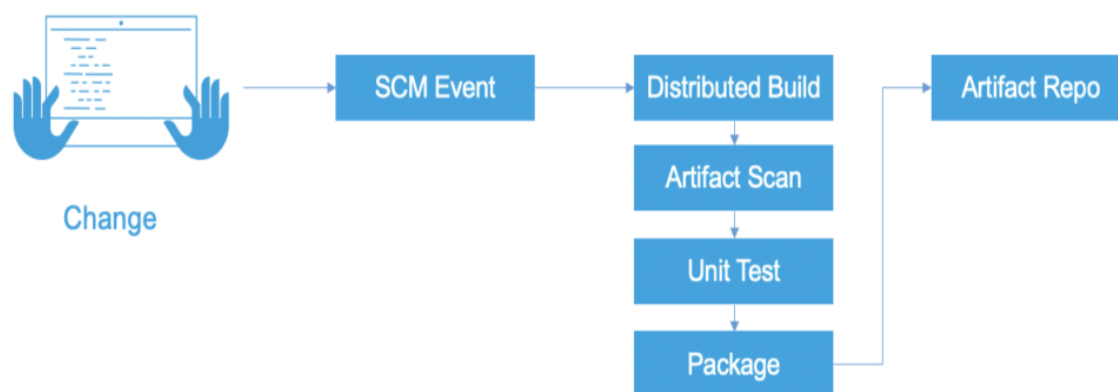 SCM Event
Distributed Build
Artifact Repo
Artifact Scan
Change
Unit Test
Package